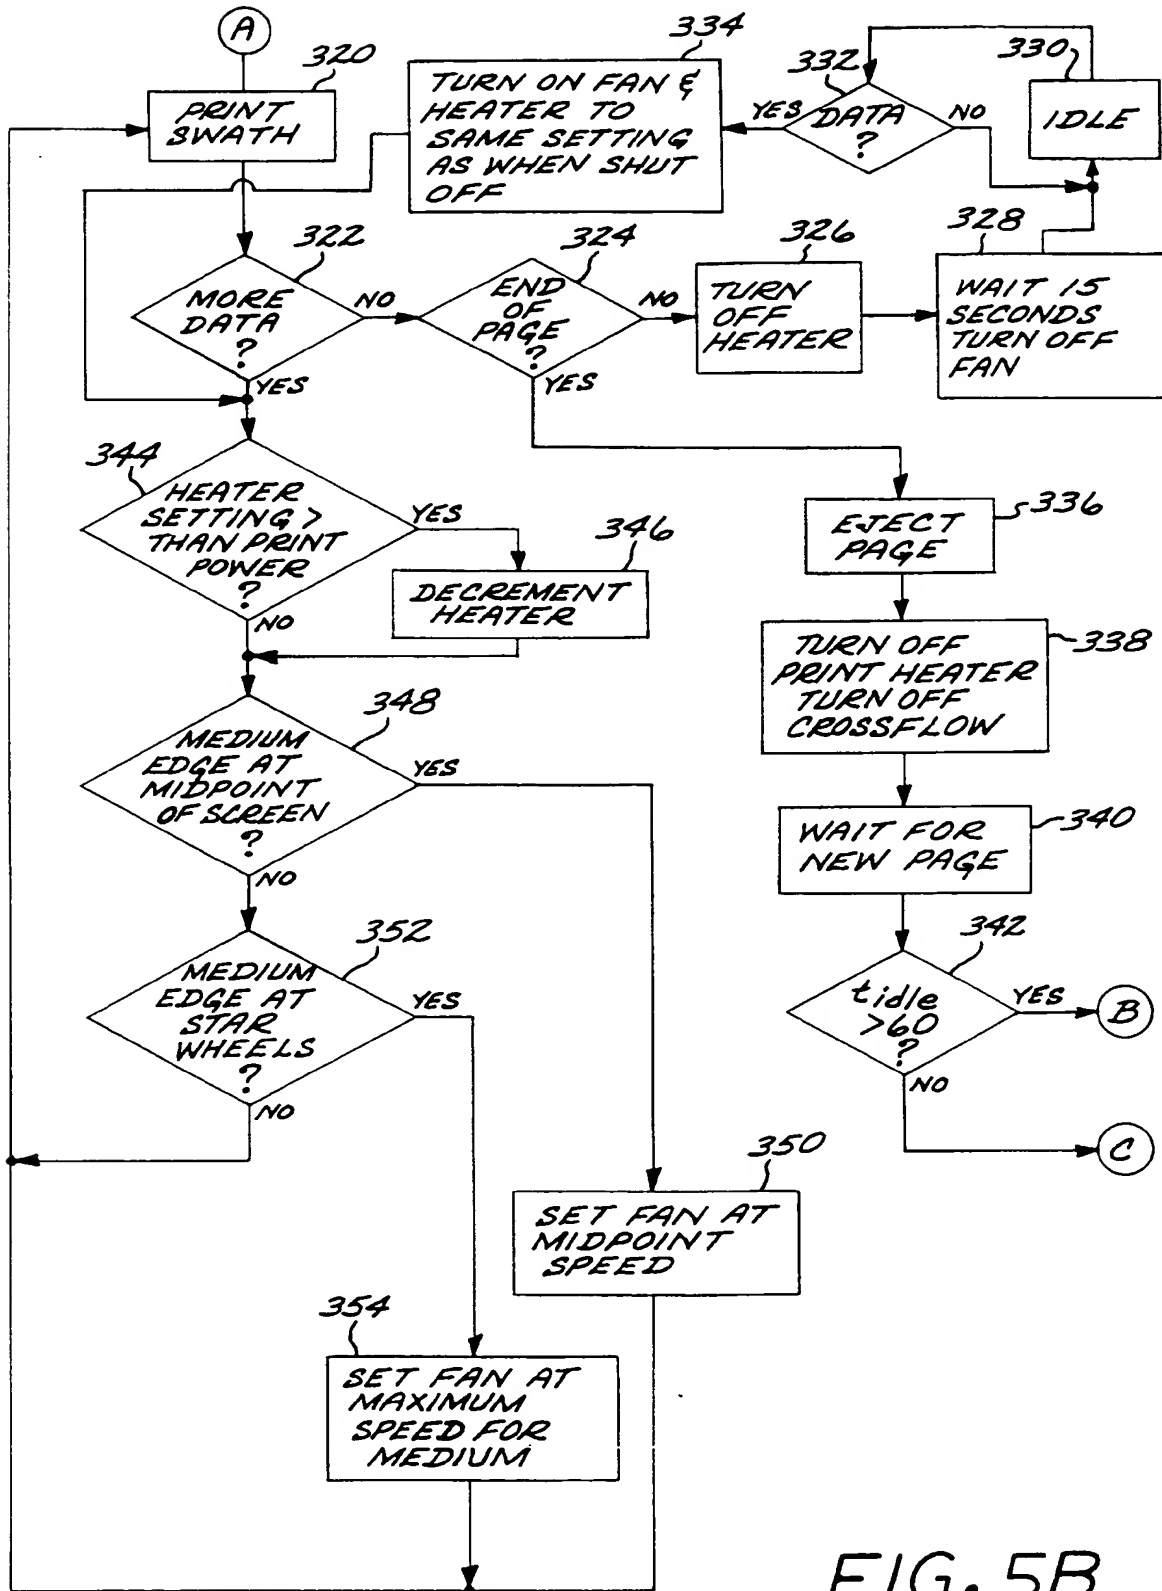 A
320
PRINT
SWATH
334
TURN ON FAN &
HEATER TO
SAME SETTING
AS WHEN SHUT
OFF
332
DATA
?
YES
NO
330
IDLE
322
MORE
DATA
?
NO
YES
324
END
OF
PAGE
?
NO
YES
326
TURN
OFF
HEATER
328
WAIT 15
SECONDS
TURN OFF
FAN
344
HEATER
SETTING >
THAN PRINT
POWER
?
YES
NO
346
DECREMENT
HEATER
336
EJECT
PAGE
338
TURN OFF
PRINT HEATER
TURN OFF
CROSSFLOW
348
MEDIUM
EDGE AT
MIDPOINT
OF SCREEN
?
YES
NO
340
WAIT FOR
NEW PAGE
352
MEDIUM
EDGE AT
STAR
WHEELS
?
YES
NO
342
tidle
>60
?
YES
NO
B
C
350
SET FAN AT
MIDPOINT
SPEED
354
SET FAN AT
MAXIMUM
SPEED FOR
MEDIUM
FIG. 5B